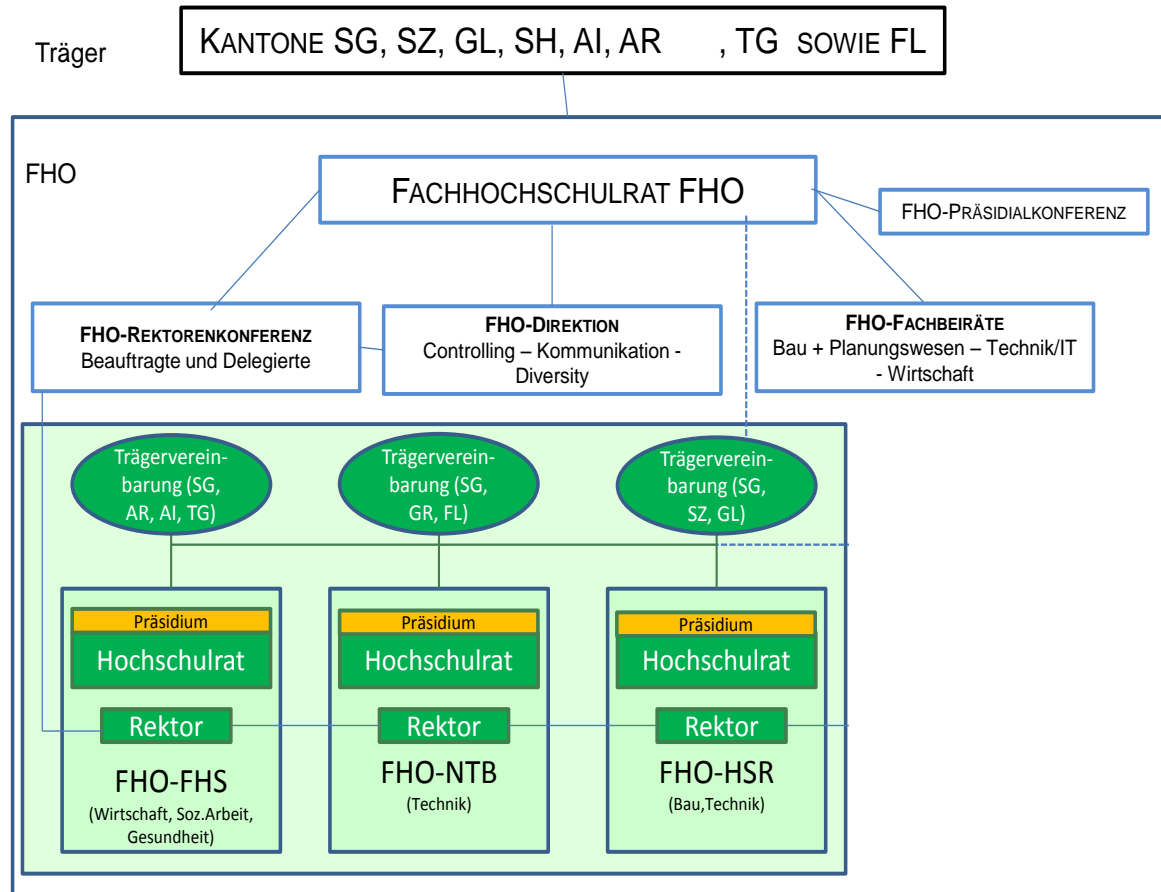 Träger
KANTONE SG, SZ, GL, SH, AI, AR , TG SOWIE FL
FHO
FACHHOCHSCHULRAT FHO
FHO-PRÄSIDIALKONFERENZ
FHO-REKTORENKONFERENZ
Beauftragte und Delegierte
FHO-DIREKTION
Controlling – Kommunikation -
Diversity
FHO-FACHBEIRÄTE
Bau + Planungswesen – Technik/IT
- Wirtschaft
Trägerverein-
barung (SG,
AR, AI, TG)
Trägerverein-
barung (SG,
GR, FL)
Trägerverein-
barung (SG,
SZ, GL)
Präsidium
Hochschulrat
Rektor
FHO-FHS
(Wirtschaft, Soz.Arbeit,
Gesundheit)
Präsidium
Hochschulrat
Rektor
FHO-NTB
(Technik)
Präsidium
Hochschulrat
Rektor
FHO-HSR
(Bau,Technik)